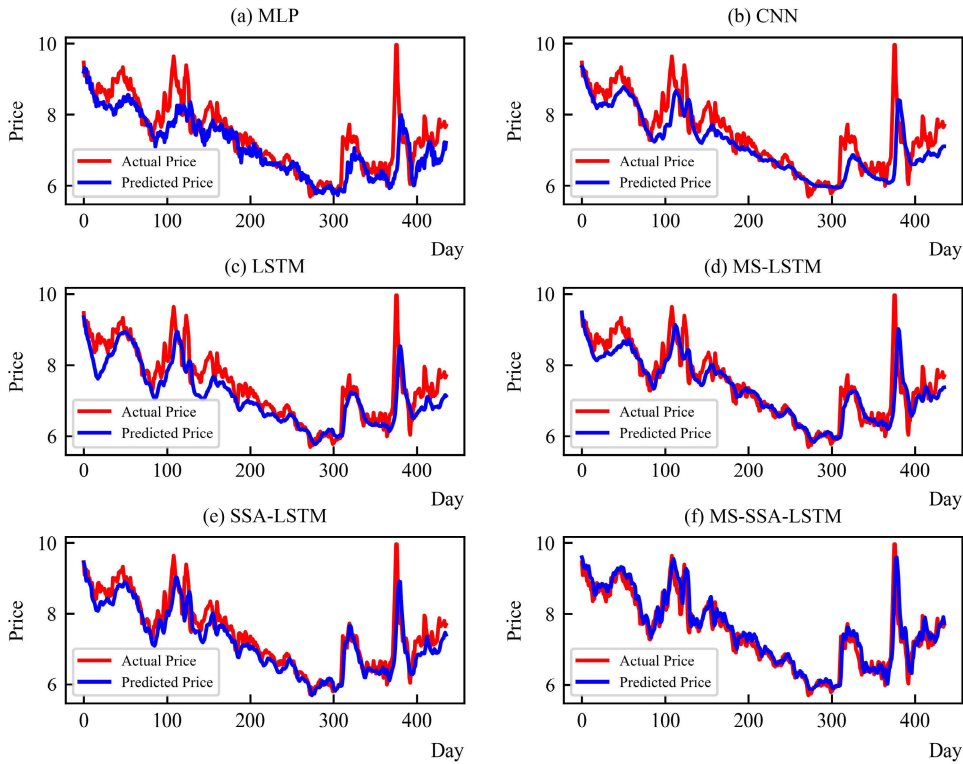 (a) MLP
Price
10
8
6
Actual Price
Predicted Price
0 100 200 300 400
Day
(b) CNN
Price
10
8
6
Actual Price
Predicted Price
0 100 200 300 400
Day
(c) LSTM
Price
10
8
6
Actual Price
Predicted Price
0 100 200 300 400
Day
(d) MS-LSTM
Price
10
8
6
Actual Price
Predicted Price
0 100 200 300 400
Day
(e) SSA-LSTM
Price
10
8
6
Actual Price
Predicted Price
0 100 200 300 400
Day
(f) MS-SSA-LSTM
Price
10
8
6
Actual Price
Predicted Price
0 100 200 300 400
Day